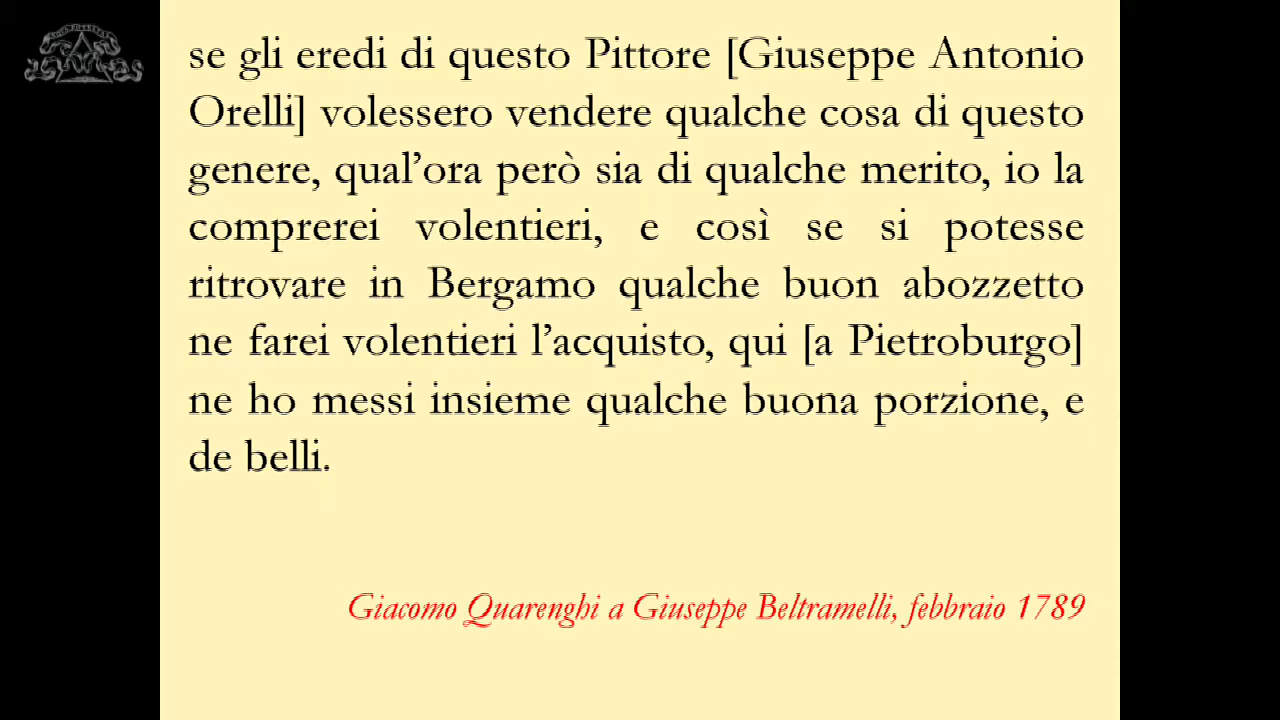 se gli eredi di questo Pittore [Giuseppe Antonio
Orelli] volessero vendere qualche cosa di questo
genere, qual’ora però sia di qualche merito, io la
comprerei volentieri, e così se si potesse
ritrovare in Bergamo qualche buon abozzetto
ne farei volentieri l’acquisto, qui [a Pietroburgo]
ne ho messi insieme qualche buona porzione, e
de belli.
Giacomo Quarenghi a Giuseppe Beltramelli, febbraio 1789